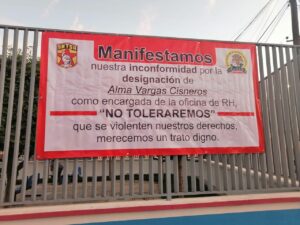 Manifestamos
nuestra inconformidad por la
designación de
Alma Vargas Cisneros
como encargada de la oficina de RH,
"NO TOLERAREMOS"
que se violenten nuestros derechos,
merecemos un trato digno.